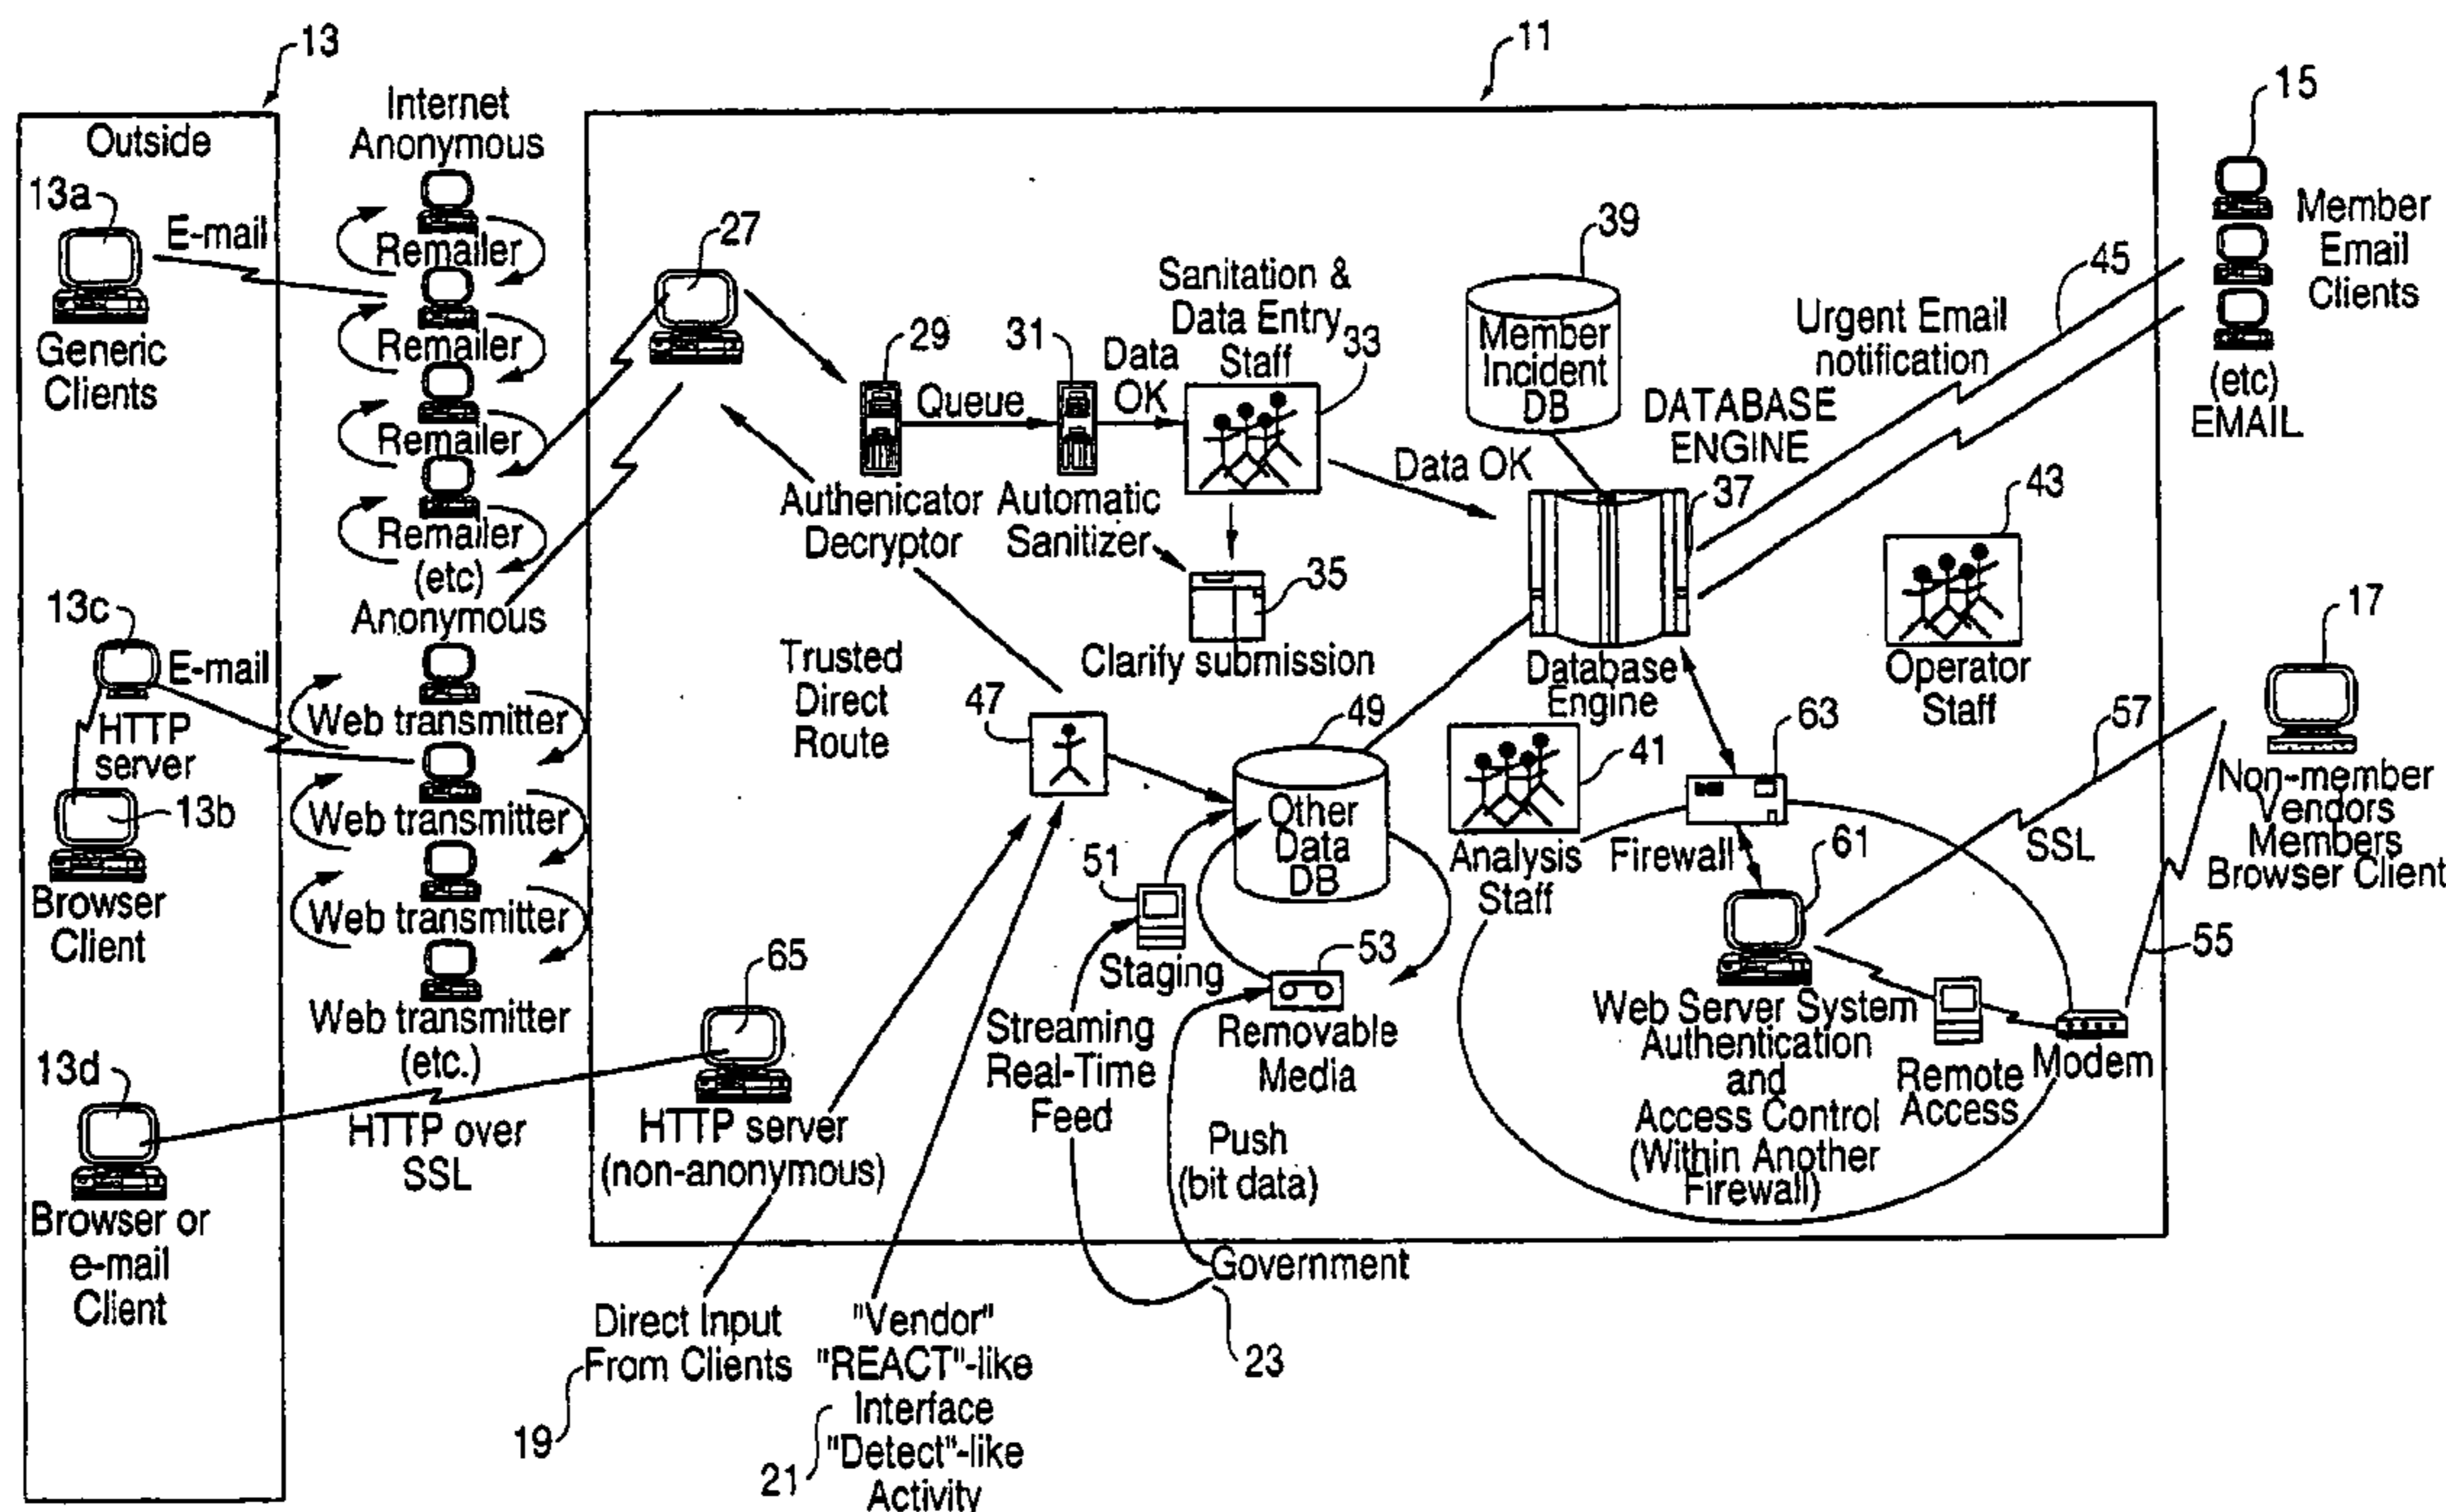 13
11
15
Outside
Internet
Anonymous
13a
E-mail
Remailer
Remailer
Remailer
Remailer
(etc)
Generic
Clients
27
29
31
Queue
Data
OK
Sanitation &
Data Entry
Staff
33
39
Member
Incident
DB
DATABASE
ENGINE
37
Urgent Email
notification
45
Member
Email
Clients
(etc)
EMAIL
Authenicator
Decryptor
Automatic
Sanitizer
Data OK
35
Clarify submission
Database
Engine
43
Operator
Staff
17
13c
E-mail
HTTP
server
13b
Browser
Client
Anonymous
Web transmitter
Web transmitter
Web transmitter
Web transmitter
(etc.)
Trusted
Direct
Route
47
49
Other
Data
DB
41
Analysis
Staff
63
Firewall
57
SSL
Non-member
Vendors
Members
Browser Client
51
Staging
53
Removable
Media
61
55
Web Server System
Authentication
and
Access Control
(Within Another
Firewall)
Remote
Access
Modem
13d
Browser or
e-mail
Client
HTTP over
SSL
65
HTTP server
(non-anonymous)
Streaming
Real-Time
Feed
Push
(bit data)
Government
23
Direct Input
From Clients
19
"Vendor"
"REACT"-like
Interface
"Detect"-like
Activity
21